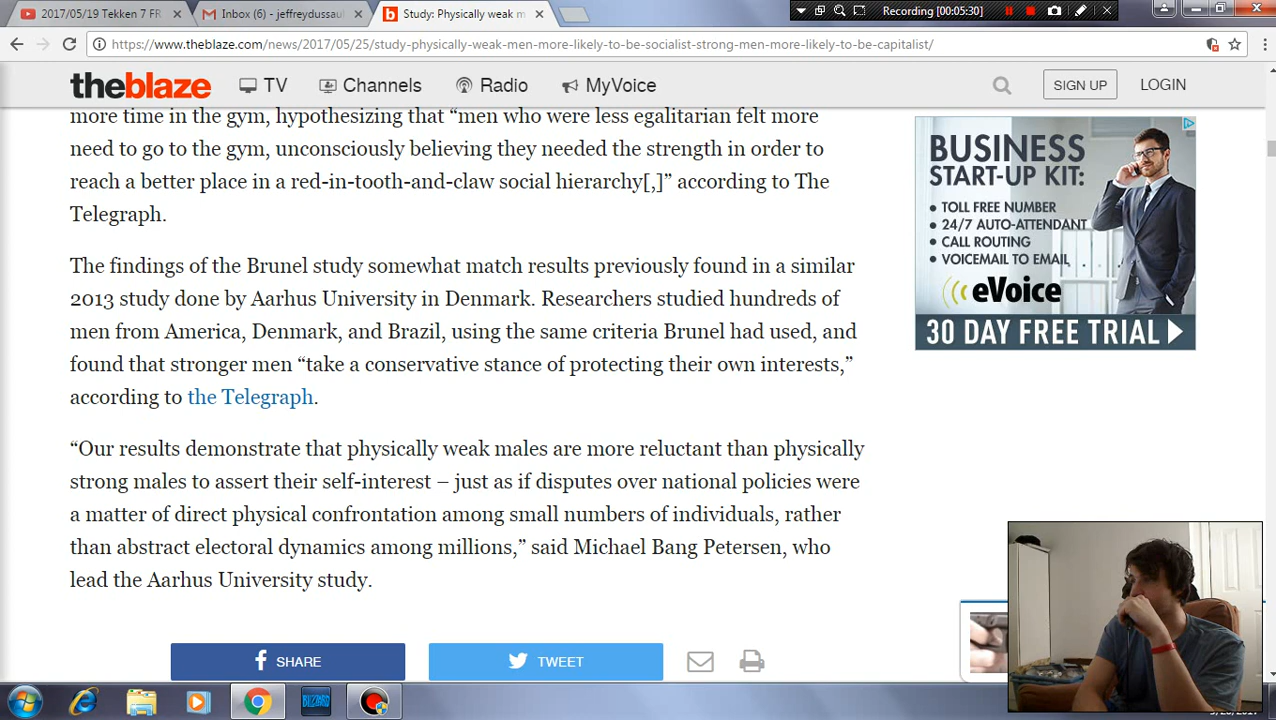 2017/05/19 Tekken 7 FR
Inbox (6) - jeffreydussau
Study: Physically weak m
Recording [00:05:30]
https://www.theblaze.com/news/2017/05/25/study-physically-weak-men-more-likely-to-be-socialist-strong-men-more-likely-to-be-capitalist/
theblaze TV Channels Radio MyVoice SIGN UP LOGIN
more time in the gym, hypothesizing that “men who were less egalitarian felt more
need to go to the gym, unconsciously believing they needed the strength in order to
reach a better place in a red-in-tooth-and-claw social hierarchy[,]” according to The
Telegraph.
The findings of the Brunel study somewhat match results previously found in a similar
2013 study done by Aarhus University in Denmark. Researchers studied hundreds of
men from America, Denmark, and Brazil, using the same criteria Brunel had used, and
found that stronger men “take a conservative stance of protecting their own interests,”
according to the Telegraph.
“Our results demonstrate that physically weak males are more reluctant than physically
strong males to assert their self-interest – just as if disputes over national policies were
a matter of direct physical confrontation among small numbers of individuals, rather
than abstract electoral dynamics among millions,” said Michael Bang Petersen, who
lead the Aarhus University study.
SHARE
TWEET
BUSINESS
START-UP KIT:
• TOLL FREE NUMBER
• 24/7 AUTO-ATTENDANT
• CALL ROUTING
• VOICEMAIL TO EMAIL
eVoice
30 DAY FREE TRIAL
BLIZZARD